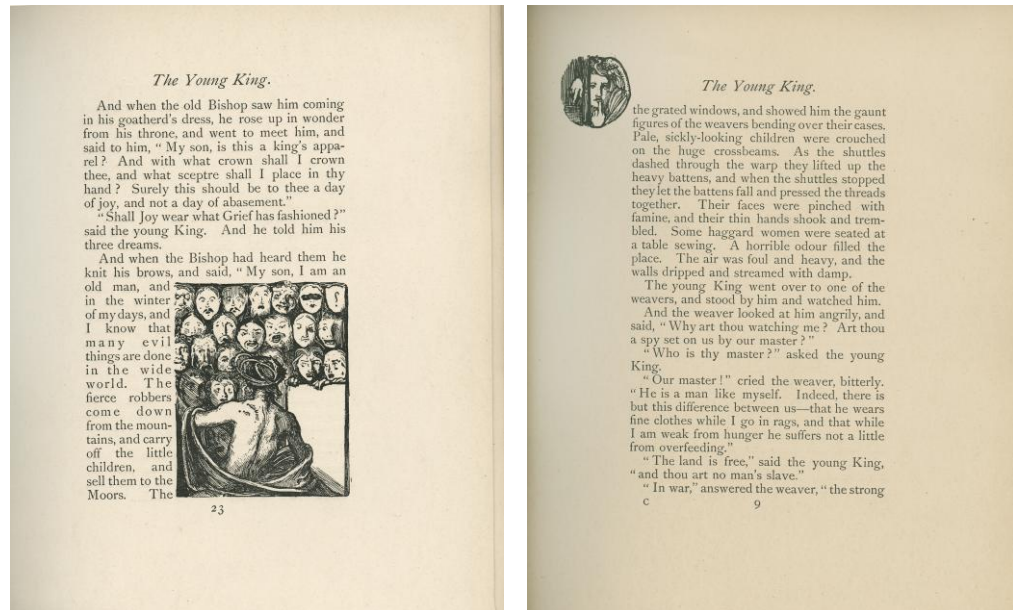 The Young King.
And when the old Bishop saw him coming
in his goatherd's dress, he rose up in wonder
from his throne, and went to meet him, and
said to him, “ My son, is this a king's appa-
rel ? And with what crown shall I crown
thee, and what sceptre shall I place in thy
hand ? Surely this should be to thee a day
of joy, and not a day of abasement.”
“ Shall Joy wear what Grief has fashioned ?”
said the young King. And he told him his
three dreams.
And when the Bishop had heard them he
knit his brows, and said, “ My son, I am an
old man, and
in the winter
of my days, and
I know that
many evil
things are done
in the wide
world. The
fierce robbers
come down
from the moun-
tains, and carry
off the little
children, and
sell them to the
Moors. The
23
The Young King.
the grated windows, and showed him the gaunt
figures of the weavers bending over their cases.
Pale, sickly-looking children were crouched
on the huge crossbeams. As the shuttles
dashed through the warp they lifted up the
heavy battens, and when the shuttles stopped
they let the battens fall and pressed the threads
together. Their faces were pinched with
famine, and their thin hands shook and trem-
bled. Some haggard women were seated at
a table sewing. A horrible odour filled the
place. The air was foul and heavy, and the
walls dripped and streamed with damp.
The young King went over to one of the
weavers, and stood by him and watched him.
And the weaver looked at him angrily, and
said, “ Why art thou watching me ? Art thou
a spy set on us by our master ? ”
“ Who is thy master ? ” asked the young
King.
“ Our master ! ” cried the weaver, bitterly.
“ He is a man like myself. Indeed, there is
but this difference between us—that he wears
fine clothes while I go in rags, and that while
I am weak from hunger he suffers not a little
from overfeeding.”
“ The land is free,” said the young King,
“ and thou art no man's slave.”
“ In war,” answered the weaver, “ the strong
C 9